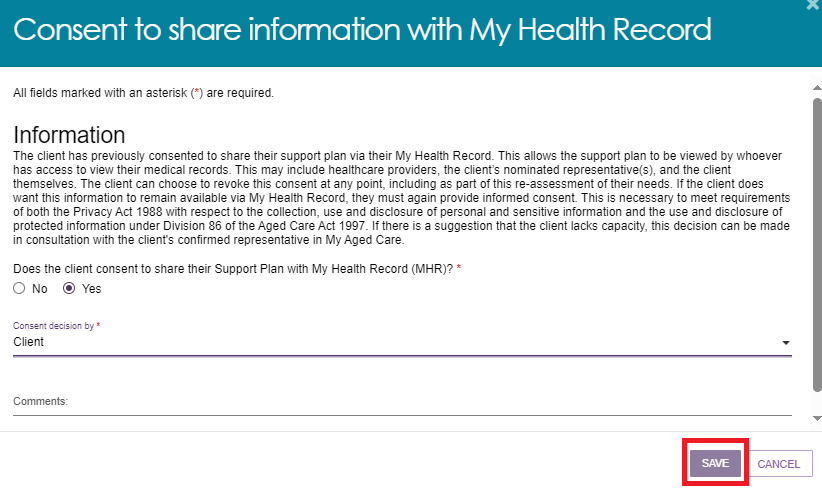 Consent to share information with My Health Record
All fields marked with an asterisk (*) are required.
Information
The client has previously consented to share their support plan via their My Health Record. This allows the support plan to be viewed by whoever
has access to view their medical records. This may include healthcare providers, the client's nominated representative(s), and the client
themselves. The client can choose to revoke this consent at any point, including as part of this re-assessment of their needs. If the client does
want this information to remain available via My Health Record, they must again provide informed consent. This is necessary to meet requirements
of both the Privacy Act 1988 with respect to the collection, use and disclosure of personal and sensitive information and the use and disclosure of
protected information under Division 86 of the Aged Care Act 1997. If there is a suggestion that the client lacks capacity, this decision can be made
in consultation with the client's confirmed representative in My Aged Care.
Does the client consent to share their Support Plan with My Health Record (MHR)? *
No Yes
Consent decision by *
Client
Comments:
SAVE CANCEL